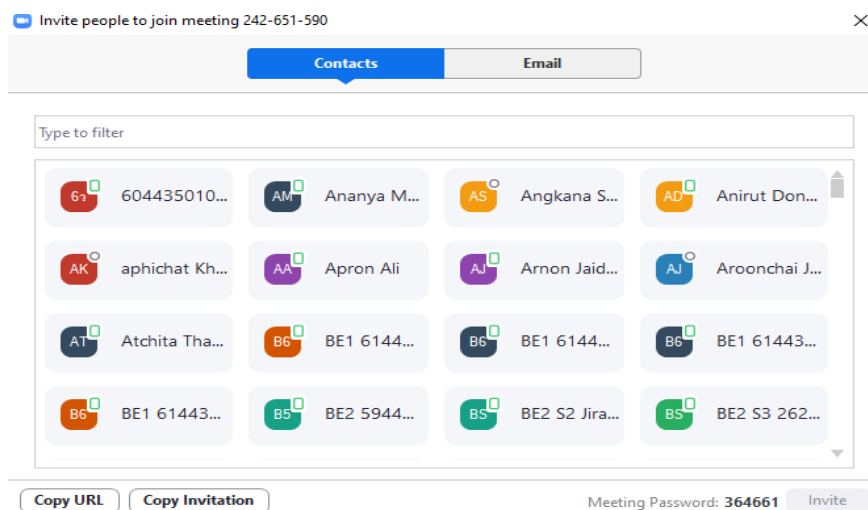 Invite people to join meeting 242-651-590
Contacts Email
Type to filter
6ว 604435010... AM Ananya M... AS Angkana S... AD Anirut Don...
AK aphichat Kh... AA Apron Ali AJ Arnon Jaid... AJ Aroonchai J...
AT Atchita Tha... B6 BE1 6144... B6 BE1 6144... B6 BE1 61443...
B6 BE1 61443... B5 BE2 5944... BS BE2 S2 Jira... BS BE2 S3 262...
Copy URL Copy Invitation Meeting Password: 364661 Invite